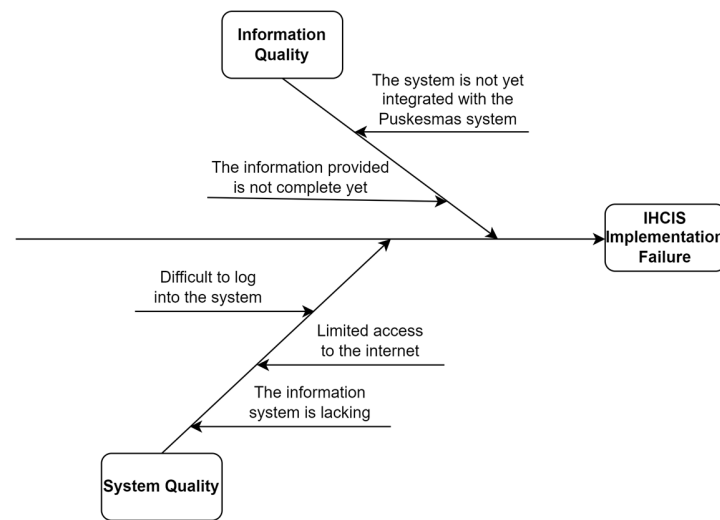 Information
Quality
The system is not yet
integrated with the
Puskesmas system
The information provided
is not complete yet
IHCIS
Implementation
Failure
Difficult to log
into the system
Limited access
to the internet
The information
system is lacking
System Quality